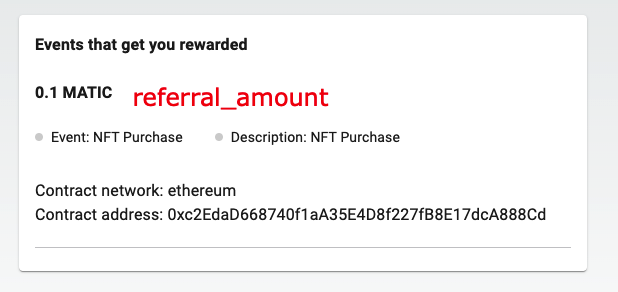 Events that get you rewarded
0.1 MATIC referral_amount
Event: NFT Purchase Description: NFT Purchase
Contract network: ethereum
Contract address: 0xc2EdaD668740f1aA35E4D8f227fB8E17dcA888Cd